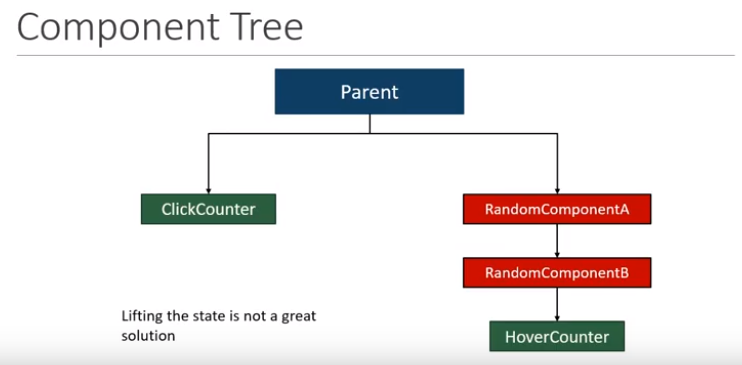 Component Tree
Parent
ClickCounter
RandomComponentA
RandomComponentB
Lifting the state is not a great
solution
HoverCounter